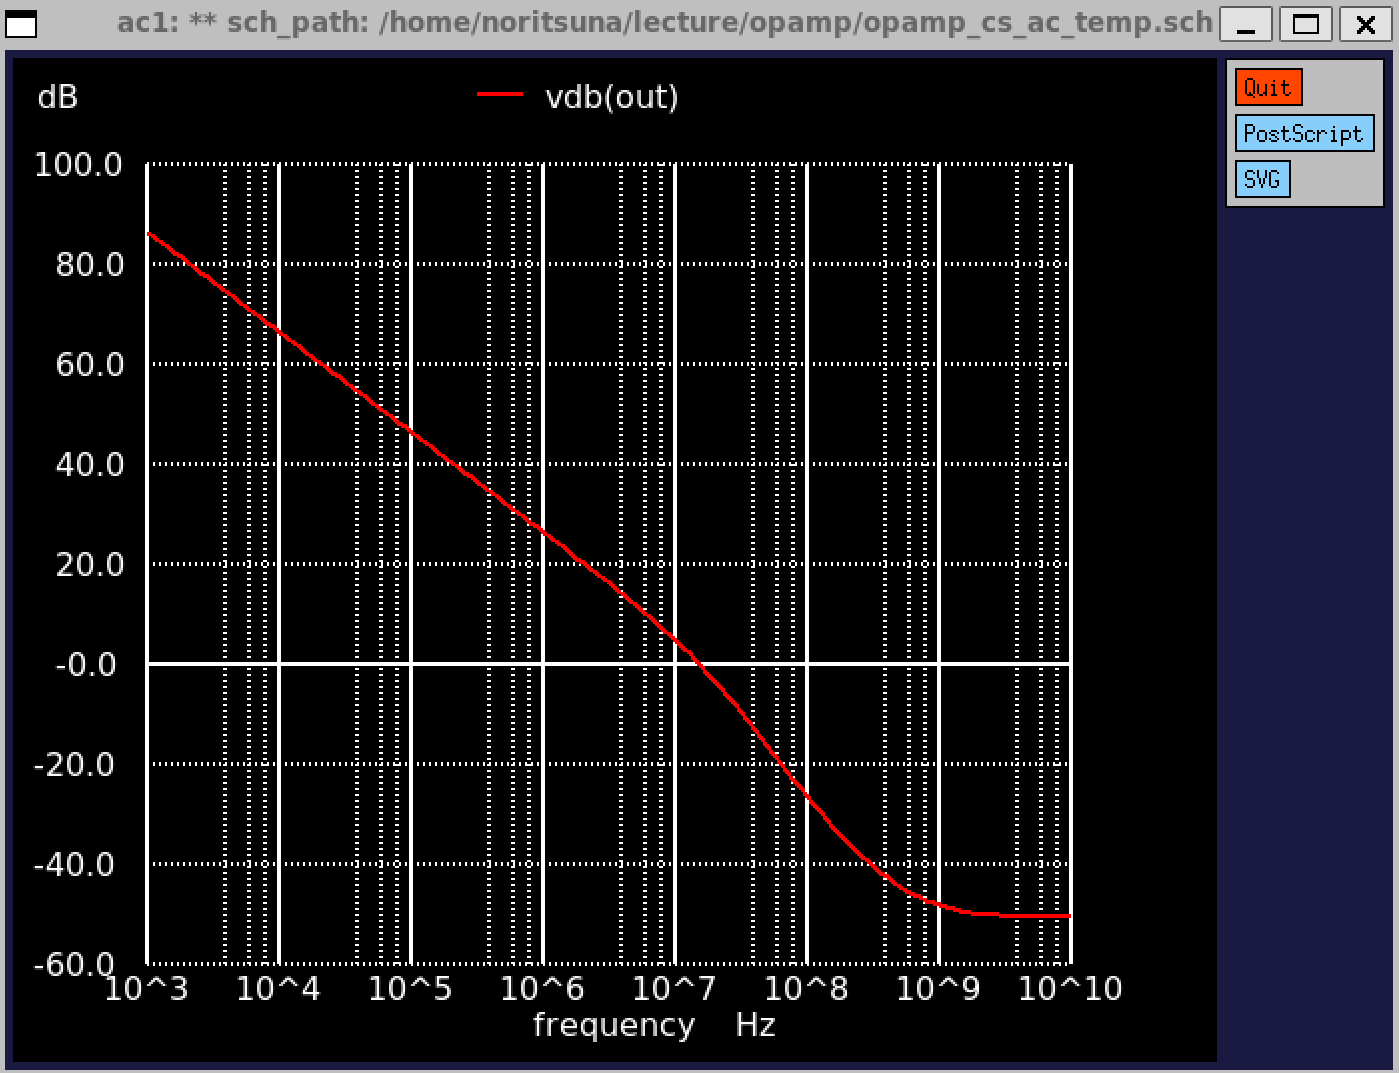 ac1: ** sch_path: /home/noritsuna/lecture/opamp/opamp_cs_ac_temp.sch
Quit
PostScript
SVG
dB
vdb(out)
100.0
80.0
60.0
40.0
20.0
-0.0
-20.0
-40.0
-60.0
10^3 10^4 10^5 10^6 10^7 10^8 10^9 10^10
frequency Hz